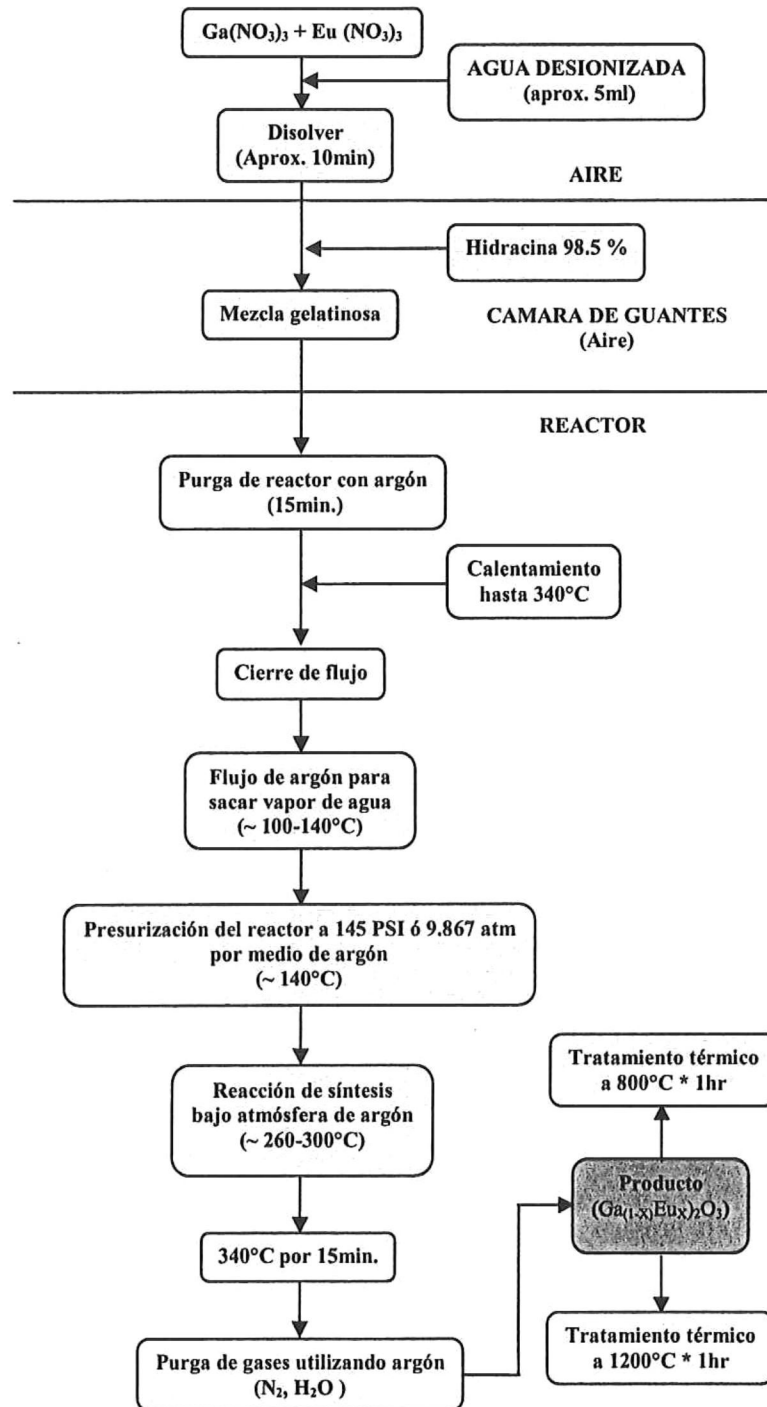 Ga(NO₃)₃ + Eu (NO₃)₃
AGUA DESIONIZADA
(aprox. 5ml)
Disolver
(Aprox. 10min)
AIRE
Hidracina 98.5 %
Mezcla gelatinosa
CAMARA DE GUANTES
(Aire)
REACTOR
Purga de reactor con argón
(15min.)
Calentamiento
hasta 340°C
Cierre de flujo
Flujo de argón para
sacar vapor de agua
(~ 100-140°C)
Presurización del reactor a 145 PSI ó 9.867 atm
por medio de argón
(~ 140°C)
Reacción de síntesis
bajo atmósfera de argón
(~ 260-300°C)
340°C por 15min.
Purga de gases utilizando argón
(N₂, H₂O )
Tratamiento térmico
a 800°C * 1hr
Producto
(Ga₍₁₋ₓ₎Euₓ)₂O₃)
Tratamiento térmico
a 1200°C * 1hr